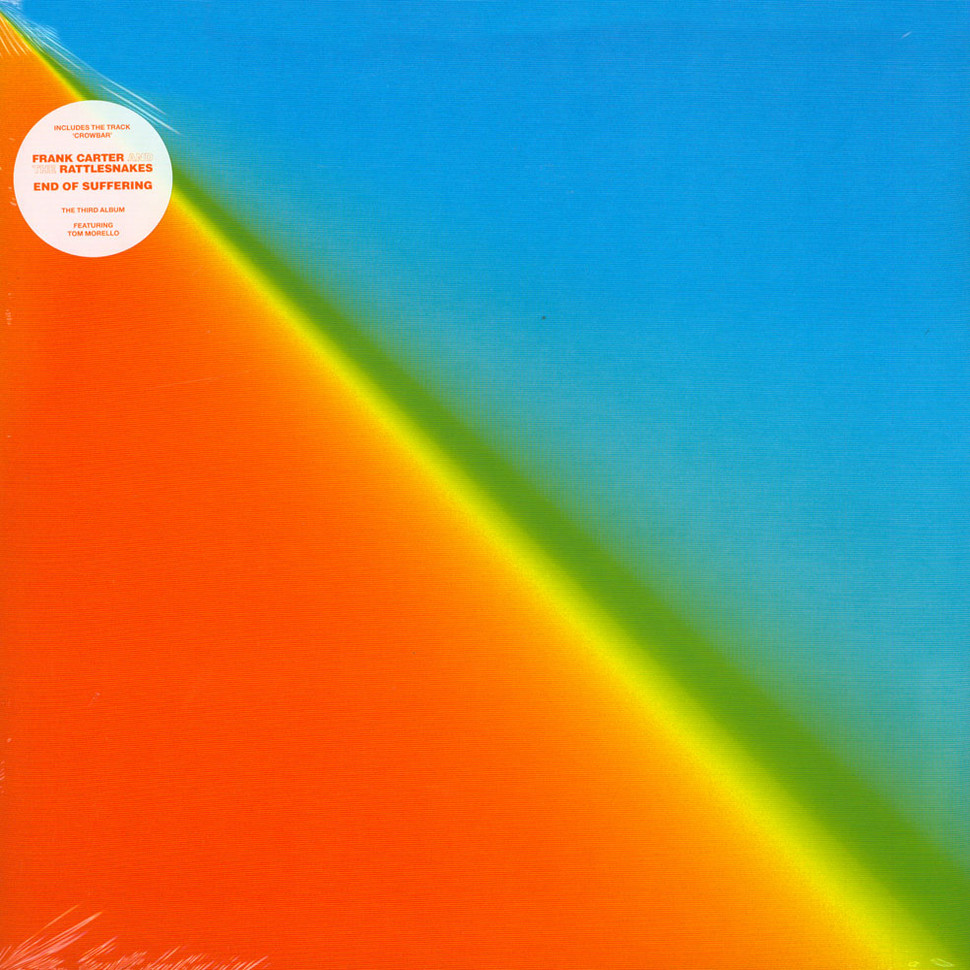 INCLUDES THE TRACK
'CROWBAR'
FRANK CARTER AND
THE RATTLESNAKES
END OF SUFFERING
THE THIRD ALBUM
FEATURING
TOM MORELLO